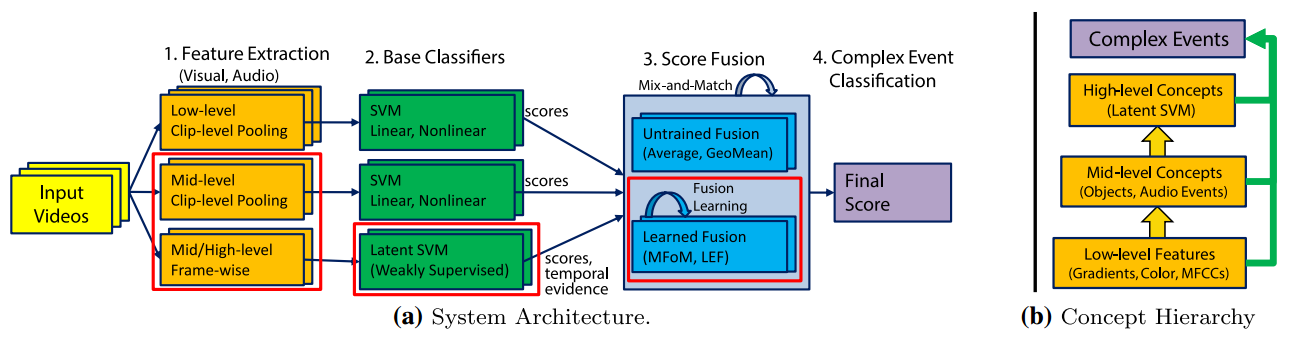 1. Feature Extraction
(Visual, Audio)
2. Base Classifiers
3. Score Fusion
Mix-and-Match
4. Complex Event
Classification
Input
Videos
Low-level
Clip-level Pooling
Mid-level
Clip-level Pooling
Mid/High-level
Frame-wise
SVM
Linear, Nonlinear
scores
SVM
Linear, Nonlinear
scores
Latent SVM
(Weakly Supervised)
scores,
temporal
evidence
Untrained Fusion
(Average, GeoMean)
Fusion
Learning
Learned Fusion
(MFoM, LEF)
Final
Score
(a) System Architecture.
Complex Events
High-level Concepts
(Latent SVM)
Mid-level Concepts
(Objects, Audio Events)
Low-level Features
(Gradients, Color, MFCCs)
(b) Concept Hierarchy